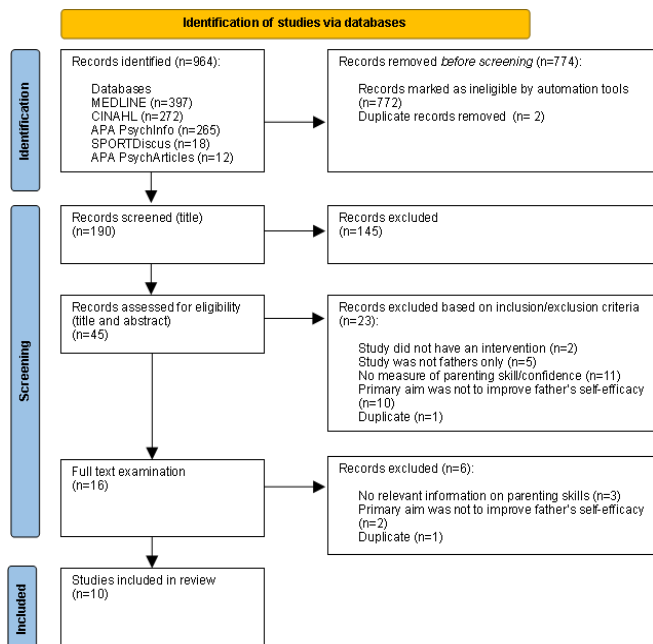 Identification of studies via databases
Identification
Records identified (n=964):
Databases
MEDLINE (n=397)
CINAHL (n=272)
APA PsychInfo (n=265)
SPORTDiscus (n=18)
APA PsychArticles (n=12)
Records removed before screening (n=774):
Records marked as ineligible by automation tools
(n=772)
Duplicate records removed (n= 2)
Screening
Records screened (title)
(n=190)
Records excluded
(n=145)
Records assessed for eligibility
(title and abstract)
(n=45)
Records excluded based on inclusion/exclusion criteria
(n=23):
Study did not have an intervention (n=2)
Study was not fathers only (n=5)
No measure of parenting skill/confidence (n=11)
Primary aim was not to improve father's self-efficacy
(n=10)
Duplicate (n=1)
Full text examination
(n=16)
Records excluded (n=6):
No relevant information on parenting skills (n=3)
Primary aim was not to improve father's self-efficacy
(n=2)
Duplicate (n=1)
Included
Studies included in review
(n=10)